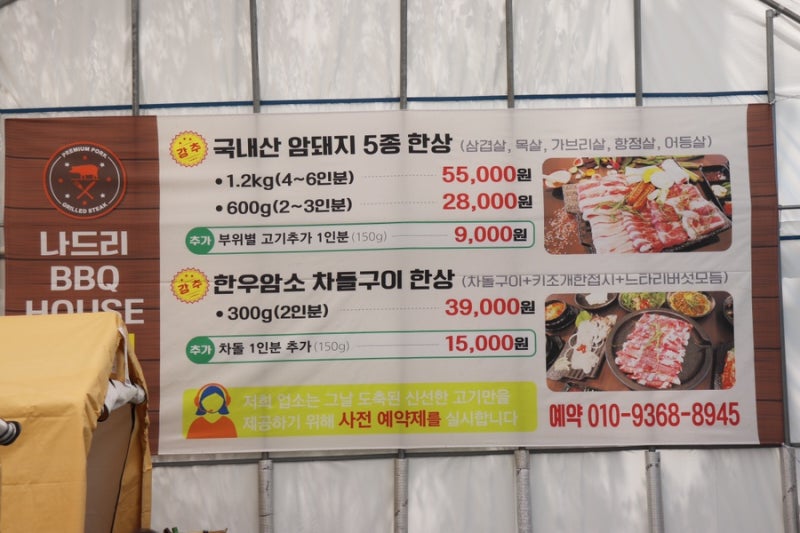 PREMIUM PORK
GRILLED STEAK
나드리
BBQ
HOUSE
강추 국내산 암돼지 5종 한상 (삼겹살, 목살, 가브리살, 항정살, 어등살)
• 1.2kg(4~6인분) 55,000원
• 600g(2~3인분) 28,000원
추가 부위별 고기추가 1인분(150g) 9,000원
강추 한우암소 차돌구이 한상 (차돌구이+키조개한접시+느타리버섯모듬)
• 300g(2인분) 39,000원
추가 차돌 1인분 추가(150g) 15,000원
저희 업소는 그날 도축된 신선한 고기만을
제공하기 위해 사전 예약제를 실시합니다
예약 010-9368-8945